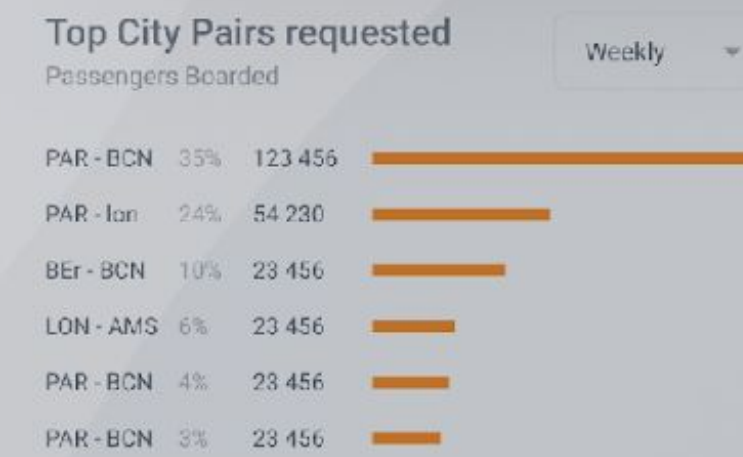 Top City Pairs requested
Weekly
Passengers Boarded
PAR - BCN 35% 123 456
PAR - lon 24% 54 230
BEr - BCN 10% 23 456
LON - AMS 6% 23 456
PAR - BCN 4% 23 456
PAR - BCN 3% 23 456